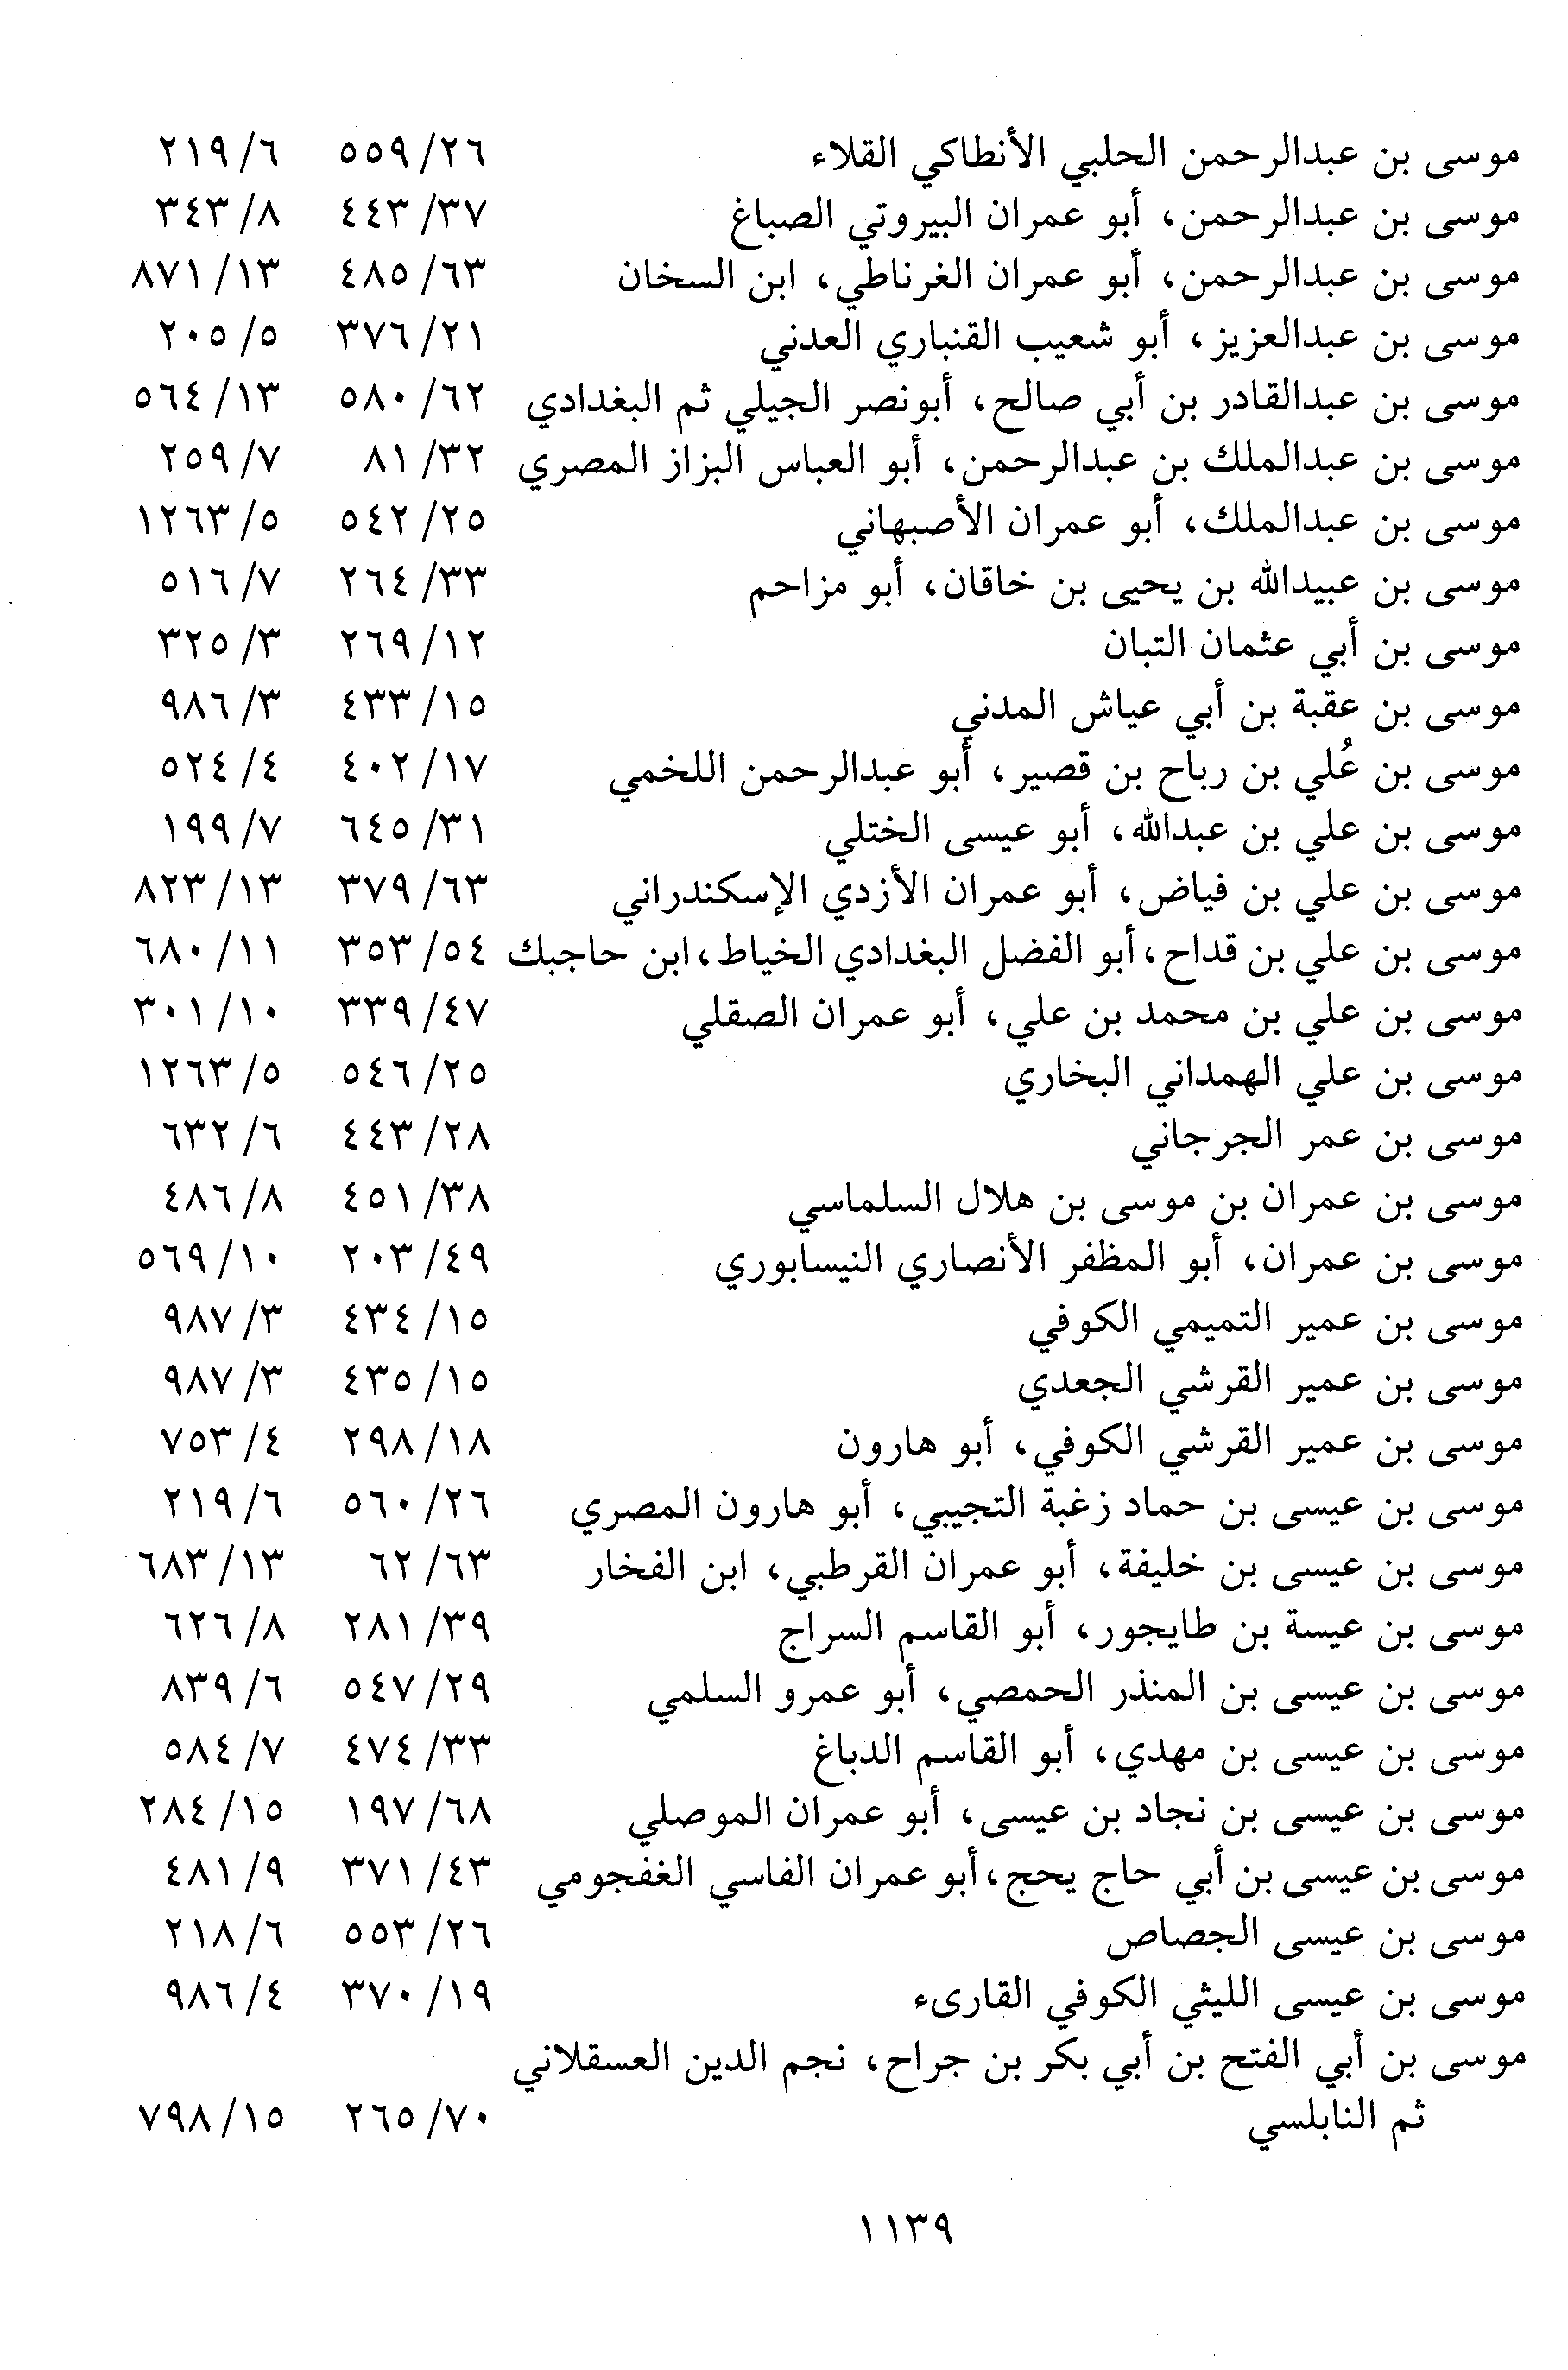 موسى بن عبدالرحمن الحلبي الأنطاكي القلاء ٢٦/ ٥٥٩ ٦/ ٢١٩
موسى بن عبدالرحمن، أبو عمران البيروتي الصباغ ٣٧/ ٤٤٣ ٨/ ٣٤٣
موسى بن عبدالرحمن، أبو عمران الغرناطي، ابن السخان ٦٣/ ٤٨٥ ١٣/ ٨٧١
موسى بن عبدالعزيز، أبو شعيب القنباري العدني ٢١/ ٣٧٦ ٥/ ٢٠٥
موسى بن عبدالقادر بن أبي صالح، أبونصر الجيلي ثم البغدادي ٦٢/ ٥٨٠ ١٣/ ٥٦٤
موسى بن عبدالملك بن عبدالرحمن، أبو العباس البزاز المصري ٣٢/ ٨١ ٧/ ٢٥٩
موسى بن عبدالملك، أبو عمران الأصبهاني ٢٥/ ٥٤٢ ٥/ ١٢٦٣
موسى بن عبيدالله بن يحيى بن خاقان، أبو مزاحم ٣٣/ ٢٦٤ ٧/ ٥١٦
موسى بن أبي عثمان التبان ١٢/ ٢٦٩ ٣/ ٣٢٥
موسى بن عقبة بن أبي عياش المدني ١٥/ ٤٣٣ ٣/ ٩٨٦
موسى بن عُلي بن رباح بن قصير، أبو عبدالرحمن اللخمي ١٧/ ٤٠٢ ٤/ ٥٢٤
موسى بن علي بن عبدالله، أبو عيسى الختلي ٣١/ ٦٤٥ ٧/ ١٩٩
موسى بن علي بن فياض، أبو عمران الأزدي الإسكندراني ٦٣/ ٣٧٩ ١٣/ ٨٢٣
موسى بن علي بن قداح، أبو الفضل البغدادي الخياط، ابن حاجبك ٥٤/ ٣٥٣ ١١/ ٦٨٠
موسى بن علي بن محمد بن علي، أبو عمران الصقلي ٤٧/ ٣٣٩ ١٠/ ٣٠١
موسى بن علي الهمداني البخاري ٢٥/ ٥٤٦ ٥/ ١٢٦٣
موسى بن عمر الجرجاني ٢٨/ ٤٤٣ ٦/ ٦٣٢
موسى بن عمران بن موسى بن هلال السلماسي ٣٨/ ٤٥١ ٨/ ٤٨٦
موسى بن عمران، أبو المظفر الأنصاري النيسابوري ٤٩/ ٢٠٣ ١٠/ ٥٦٩
موسى بن عمير التميمي الكوفي ١٥/ ٤٣٤ ٣/ ٩٨٧
موسى بن عمير القرشي الجعدي ١٥/ ٤٣٥ ٣/ ٩٨٧
موسى بن عمير القرشي الكوفي، أبو هارون ١٨/ ٢٩٨ ٤/ ٧٥٣
موسى بن عيسى بن حماد زغبة التجيبي، أبو هارون المصري ٢٦/ ٥٦٠ ٦/ ٢١٩
موسى بن عيسى بن خليفة، أبو عمران القرطبي، ابن الفخار ٦٣/ ٦٢ ١٣/ ٦٨٣
موسى بن عيسة بن طايجور، أبو القاسم السراج ٣٩/ ٢٨١ ٨/ ٦٢٦
موسى بن عيسى بن المنذر الحمصي، أبو عمرو السلمي ٢٩/ ٥٤٧ ٦/ ٨٣٩
موسى بن عيسى بن مهدي، أبو القاسم الدباغ ٣٣/ ٤٧٤ ٧/ ٥٨٤
موسى بن عيسى بن نجاد بن عيسى، أبو عمران الموصلي ٦٨/ ١٩٧ ١٥/ ٢٨٤
موسى بن عيسى بن أبي حاج يحج، أبو عمران الفاسي الغفجومي ٤٣/ ٣٧١ ٩/ ٤٨١
موسى بن عيسى الجصاص ٢٦/ ٥٥٣ ٦/ ٢١٨
موسى بن عيسى الليثي الكوفي القارىء ١٩/ ٣٧٠ ٤/ ٩٨٦
موسى بن أبي الفتح بن أبي بكر بن جراح، نجم الدين العسقلاني
ثم النابلسي ٧٠/ ٢٦٥ ١٥/ ٧٩٨
١١٣٩